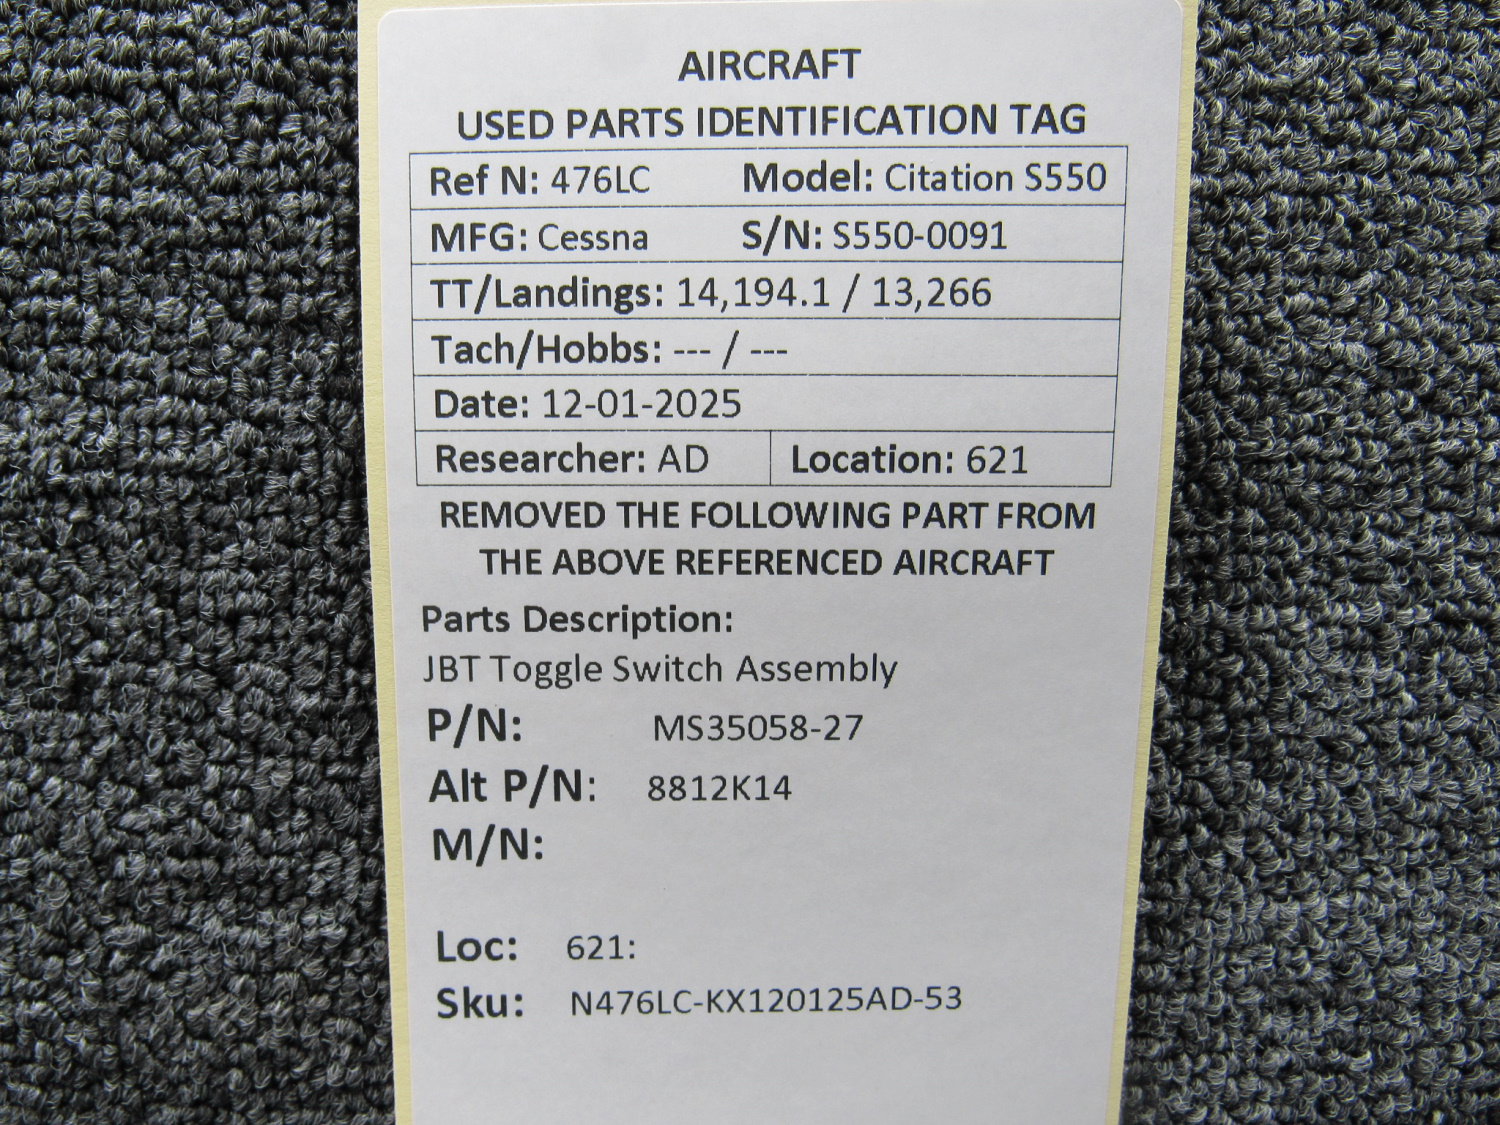 AIRCRAFT
USED PARTS IDENTIFICATION TAG
Ref N: 476LC Model: Citation S550
MFG: Cessna S/N: S550-0091
TT/Landings: 14,194.1 / 13,266
Tach/Hobbs: --- / ---
Date: 12-01-2025
Researcher: AD Location: 621
REMOVED THE FOLLOWING PART FROM
THE ABOVE REFERENCED AIRCRAFT
Parts Description:
JBT Toggle Switch Assembly
P/N: MS35058-27
Alt P/N: 8812K14
M/N:
Loc: 621:
Sku: N476LC-KX120125AD-53